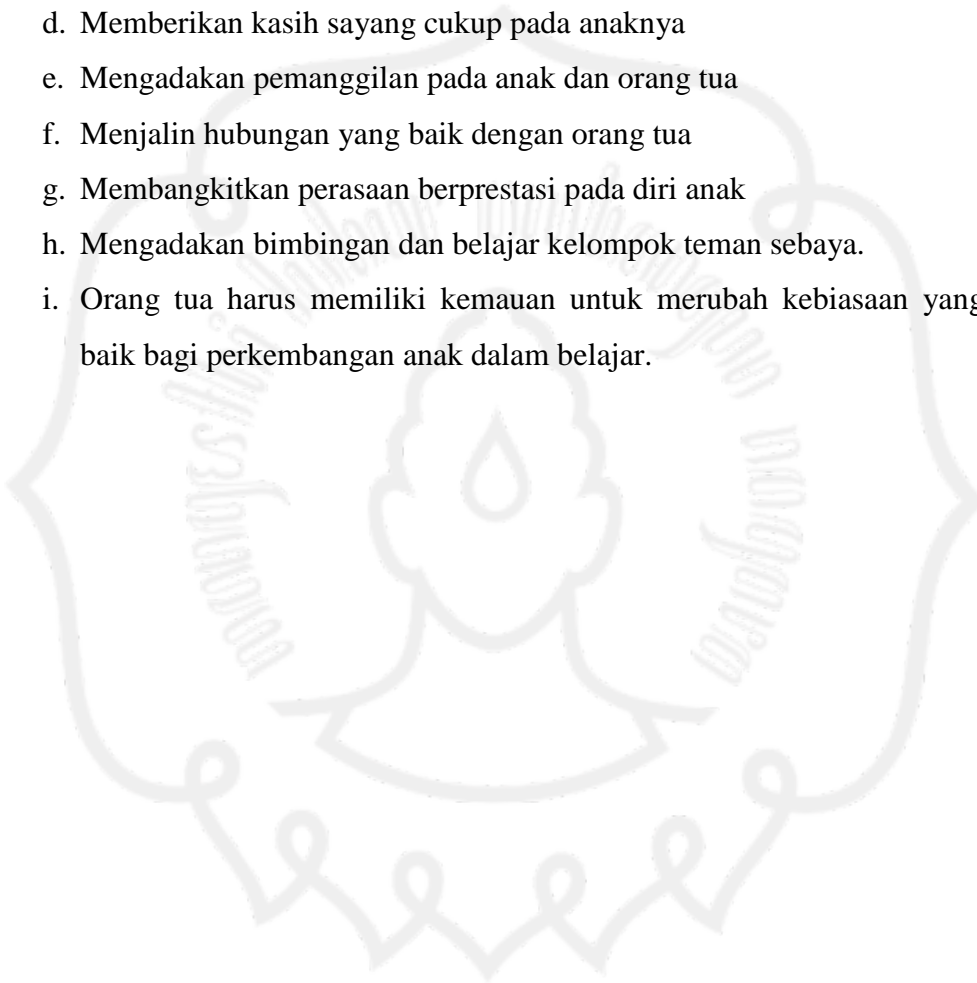 d. Memberikan kasih sayang cukup pada anaknya
e. Mengadakan pemanggilan pada anak dan orang tua
f. Menjalin hubungan yang baik dengan orang tua
g. Membangkitkan perasaan berprestasi pada diri anak
h. Mengadakan bimbingan dan belajar kelompok teman sebaya.
i. Orang tua harus memiliki kemauan untuk merubah kebiasaan yang
baik bagi perkembangan anak dalam belajar.